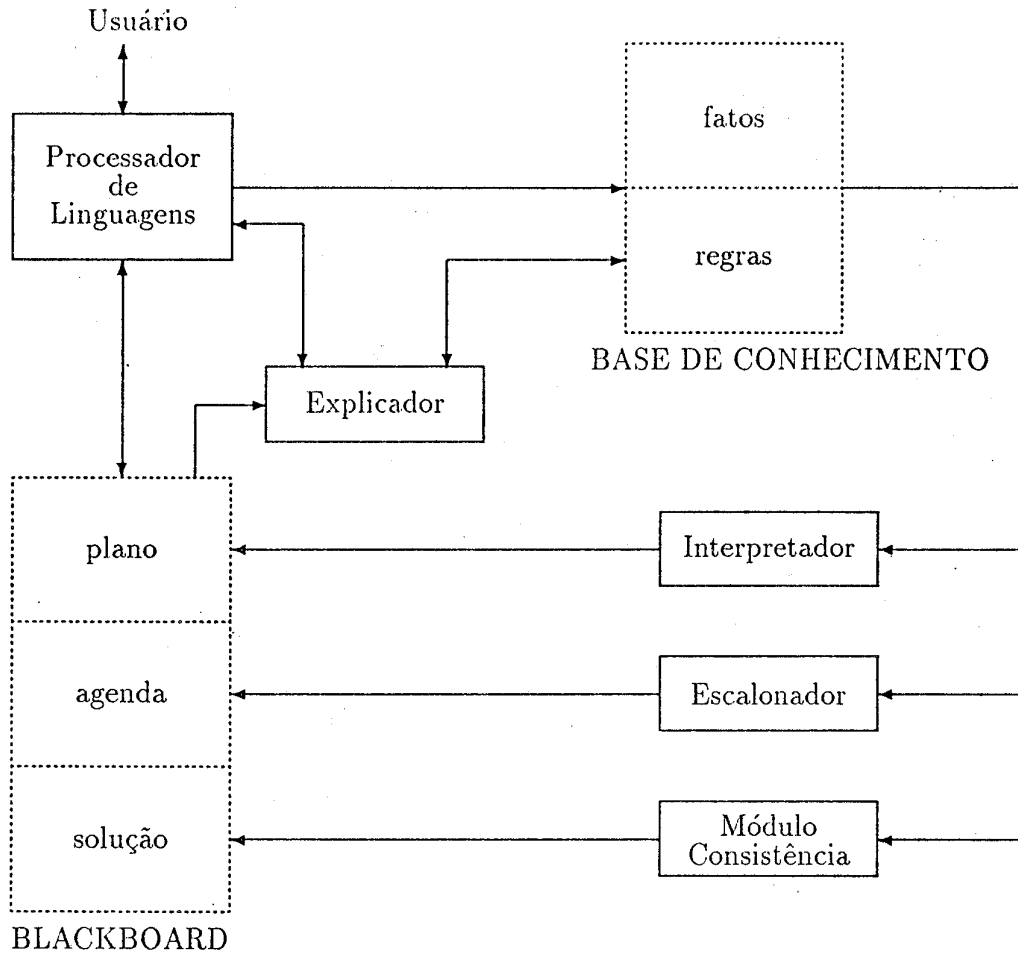 Usuário
Processador
de
Linguagens
fatos
regras
BASE DE CONHECIMENTO
Explicador
plano
Interpretador
agenda
Escalonador
solução
Módulo
Consistência
BLACKBOARD